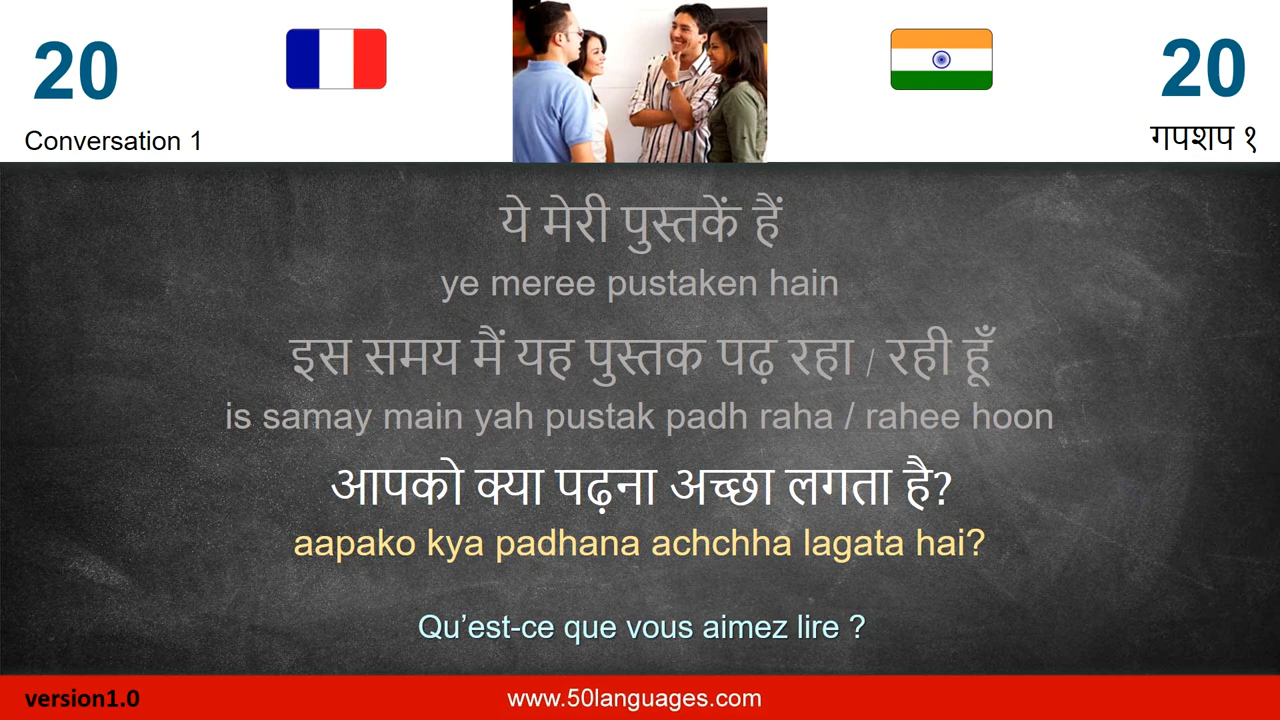 20
20
Conversation 1
गपशप १
ये मेरी पुस्तकें हैं
ye meree pustaken hain
इस समय मैं यह पुस्तक पढ़ रहा / रही हूँ
is samay main yah pustak padh raha / rahee hoon
आपको क्या पढ़ना अच्छा लगता है?
aapako kya padhana achchha lagata hai?
Qu’est-ce que vous aimez lire ?
version1.0
www.50languages.com